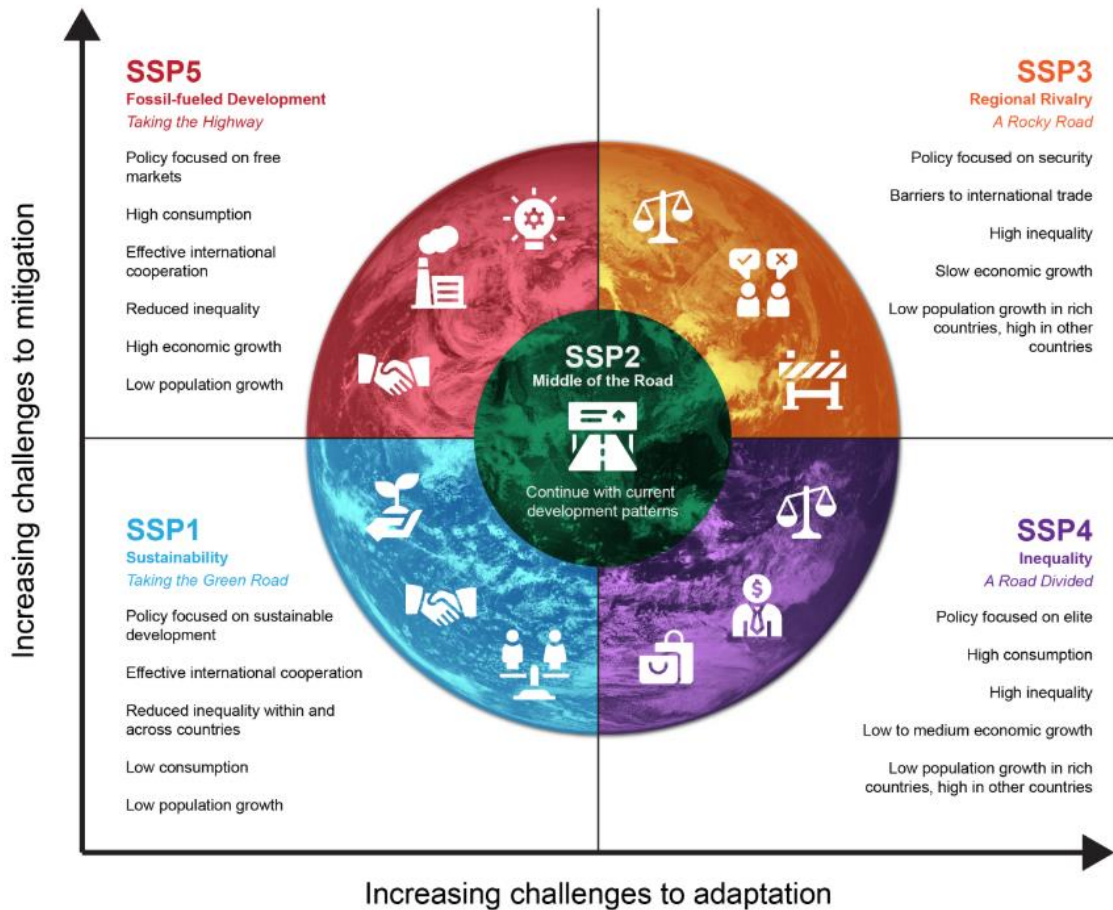 Increasing challenges to mitigation
SSP5
Fossil-fueled Development
Taking the Highway
Policy focused on free
markets
High consumption
Effective international
cooperation
Reduced inequality
High economic growth
Low population growth
SSP3
Regional Rivalry
A Rocky Road
Policy focused on security
Barriers to international trade
High inequality
Slow economic growth
Low population growth in rich
countries, high in other
countries
SSP2
Middle of the Road
Continue with current
development patterns
SSP1
Sustainability
Taking the Green Road
Policy focused on sustainable
development
Effective international cooperation
Reduced inequality within and
across countries
Low consumption
Low population growth
SSP4
Inequality
A Road Divided
Policy focused on elite
High consumption
High inequality
Low to medium economic growth
Low population growth in rich
countries, high in other countries
$
Increasing challenges to adaptation